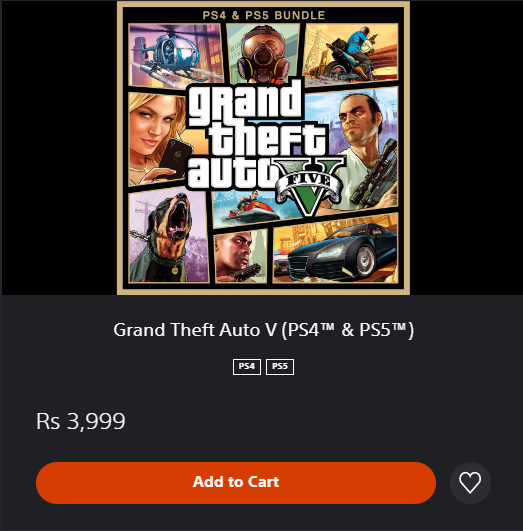 PS4 & PS5 BUNDLE
grand
theft
auto V
FIVE
Grand Theft Auto V (PS4™ & PS5™)
PS4 PS5
Rs 3,999
Add to Cart